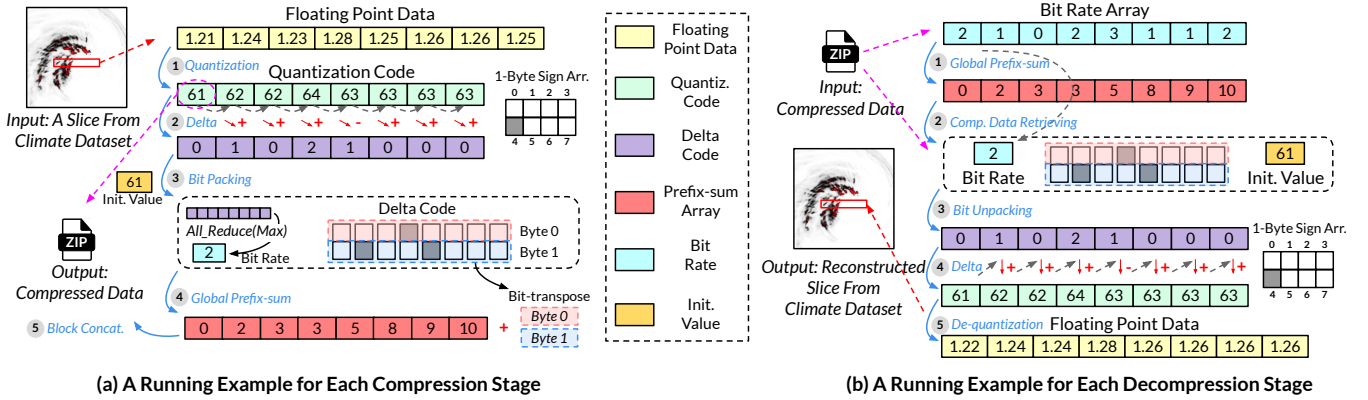 Floating Point Data
1.21 1.24 1.23 1.28 1.25 1.26 1.26 1.25
1 Quantization
Quantization Code
61 62 62 64 63 63 63 63
1-Byte Sign Arr.
0 1 2 3
4 5 6 7
Input: A Slice From
Climate Dataset
2 Delta
+ + + - + + +
0 1 0 2 1 0 0 0
3 Bit Packing
61
Init. Value
Delta Code
All_Reduce(Max)
2
Bit Rate
Byte 0
Byte 1
ZIP
Output:
Compressed Data
4 Global Prefix-sum
Bit-transpose
5 Block Concat.
0 2 3 3 5 8 9 10
+
Byte 0
Byte 1
(a) A Running Example for Each Compression Stage
Floating
Point Data
Quantiz.
Code
Delta
Code
Prefix-sum
Array
Bit
Rate
Init.
Value
Bit Rate Array
2 1 0 2 3 1 1 2
ZIP
Input:
Compressed Data
1 Global Prefix-sum
0 2 3 3 5 8 9 10
2 Comp. Data Retrieving
2
Bit Rate
61
Init. Value
3 Bit Unpacking
0 1 0 2 1 0 0 0
1-Byte Sign Arr.
0 1 2 3
4 5 6 7
4 Delta
+ + + - + + +
61 62 62 64 63 63 63 63
Output: Reconstructed
Slice From
Climate Dataset
5 De-quantization
Floating Point Data
1.22 1.24 1.24 1.28 1.26 1.26 1.26 1.26
(b) A Running Example for Each Decompression Stage